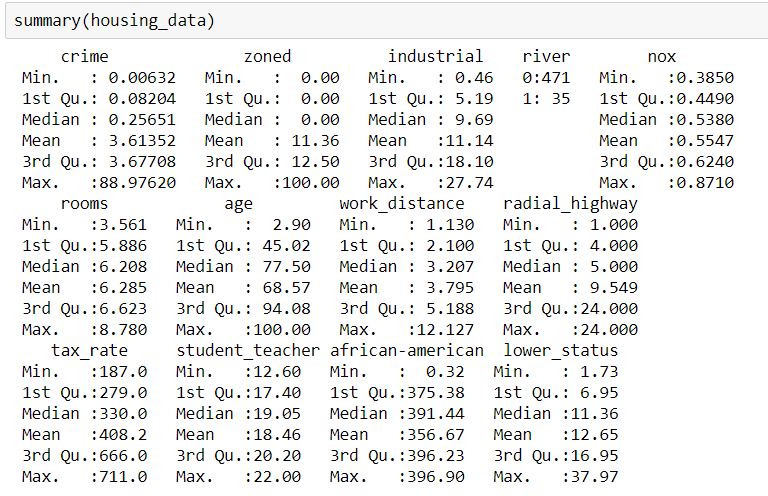 summary(housing_data)
     crime              zoned           industrial    river        nox
 Min.   : 0.00632   Min.   :  0.00   Min.   : 0.46   0:471   Min.   :0.3850
 1st Qu.: 0.08204   1st Qu.:  0.00   1st Qu.: 5.19   1: 35   1st Qu.:0.4490
 Median : 0.25651   Median :  0.00   Median : 9.69           Median :0.5380
 Mean   : 3.61352   Mean   : 11.36   Mean   :11.14           Mean   :0.5547
 3rd Qu.: 3.67708   3rd Qu.: 12.50   3rd Qu.:18.10           3rd Qu.:0.6240
 Max.   :88.97620   Max.   :100.00   Max.   :27.74           Max.   :0.8710
     rooms            age         work_distance    radial_highway
 Min.   :3.561   Min.   :  2.90   Min.   : 1.130   Min.   : 1.000
 1st Qu.:5.886   1st Qu.: 45.02   1st Qu.: 2.100   1st Qu.: 4.000
 Median :6.208   Median : 77.50   Median : 3.207   Median : 5.000
 Mean   :6.285   Mean   : 68.57   Mean   : 3.795   Mean   : 9.549
 3rd Qu.:6.623   3rd Qu.: 94.08   3rd Qu.: 5.188   3rd Qu.:24.000
 Max.   :8.780   Max.   :100.00   Max.   :12.127   Max.   :24.000
    tax_rate     student_teacher african-american  lower_status
 Min.   :187.0   Min.   :12.60   Min.   :  0.32   Min.   : 1.73
 1st Qu.:279.0   1st Qu.:17.40   1st Qu.:375.38   1st Qu.: 6.95
 Median :330.0   Median :19.05   Median :391.44   Median :11.36
 Mean   :408.2   Mean   :18.46   Mean   :356.67   Mean   :12.65
 3rd Qu.:666.0   3rd Qu.:20.20   3rd Qu.:396.23   3rd Qu.:16.95
 Max.   :711.0   Max.   :22.00   Max.   :396.90   Max.   :37.97